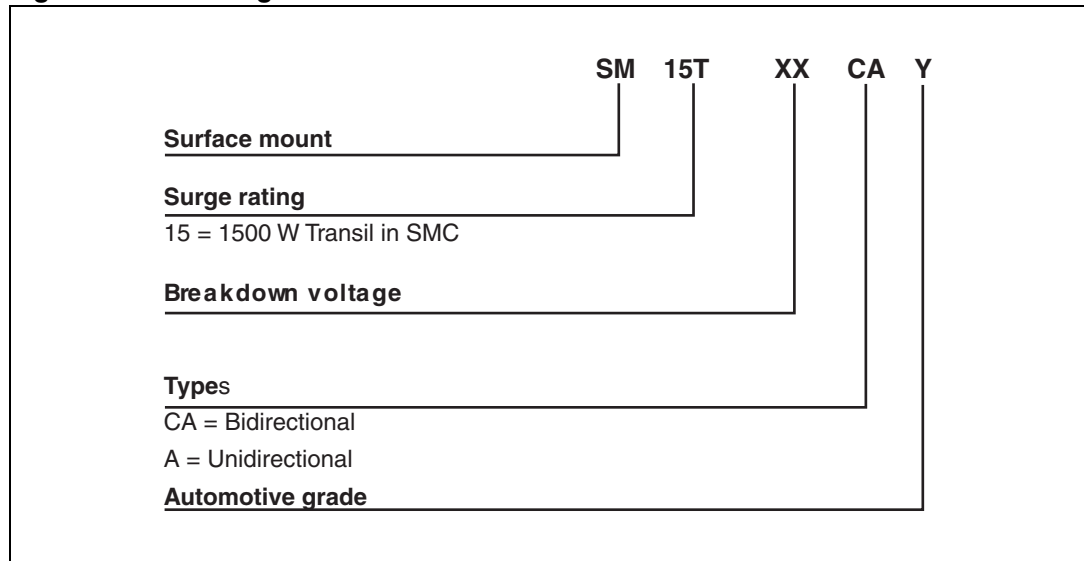 SM 15T XX CA Y
Surface mount
Surge rating
15 = 1500 W Transil in SMC
Breakdown voltage
Types
CA = Bidirectional
A = Unidirectional
Automotive grade